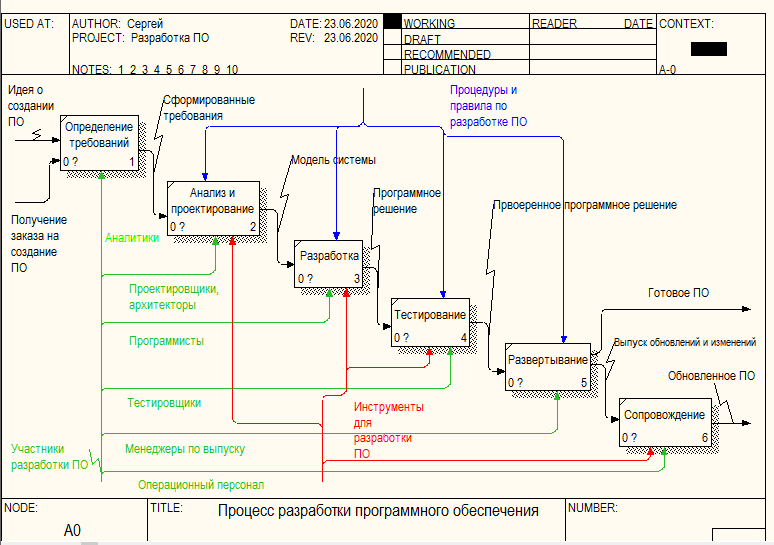 USED AT:
AUTHOR: Сергей
DATE: 23.06.2020
PROJECT: Разработка ПО
REV: 23.06.2020
NOTES: 1 2 3 4 5 6 7 8 9 10
WORKING
DRAFT
RECOMMENDED
PUBLICATION
READER DATE
CONTEXT:
A-0
Идея о
создании
ПО
Получение
заказа на
создание
ПО
Определение
требований
0 ? 1
Сформированные
требования
Процедуры и
правила по
разработке ПО
Анализ и
проектирование
0 ? 2
Модель системы
Разработка
0 ? 3
Программное
решение
Тестирование
0 ? 4
Првоеренное программное решение
Развертывание
0 ? 5
Готовое ПО
Выпуск обновлений и изменений
Обновленное ПО
Сопровождение
0 ? 6
Аналитики
Проектировщики,
архитекторы
Программисты
Тестировщики
Менеджеры по выпуску
Операционный персонал
Участники
разработки ПО
Инструменты
для
разработки
ПО
NODE:
A0
TITLE:
Процесс разработки программного обеспечения
NUMBER: